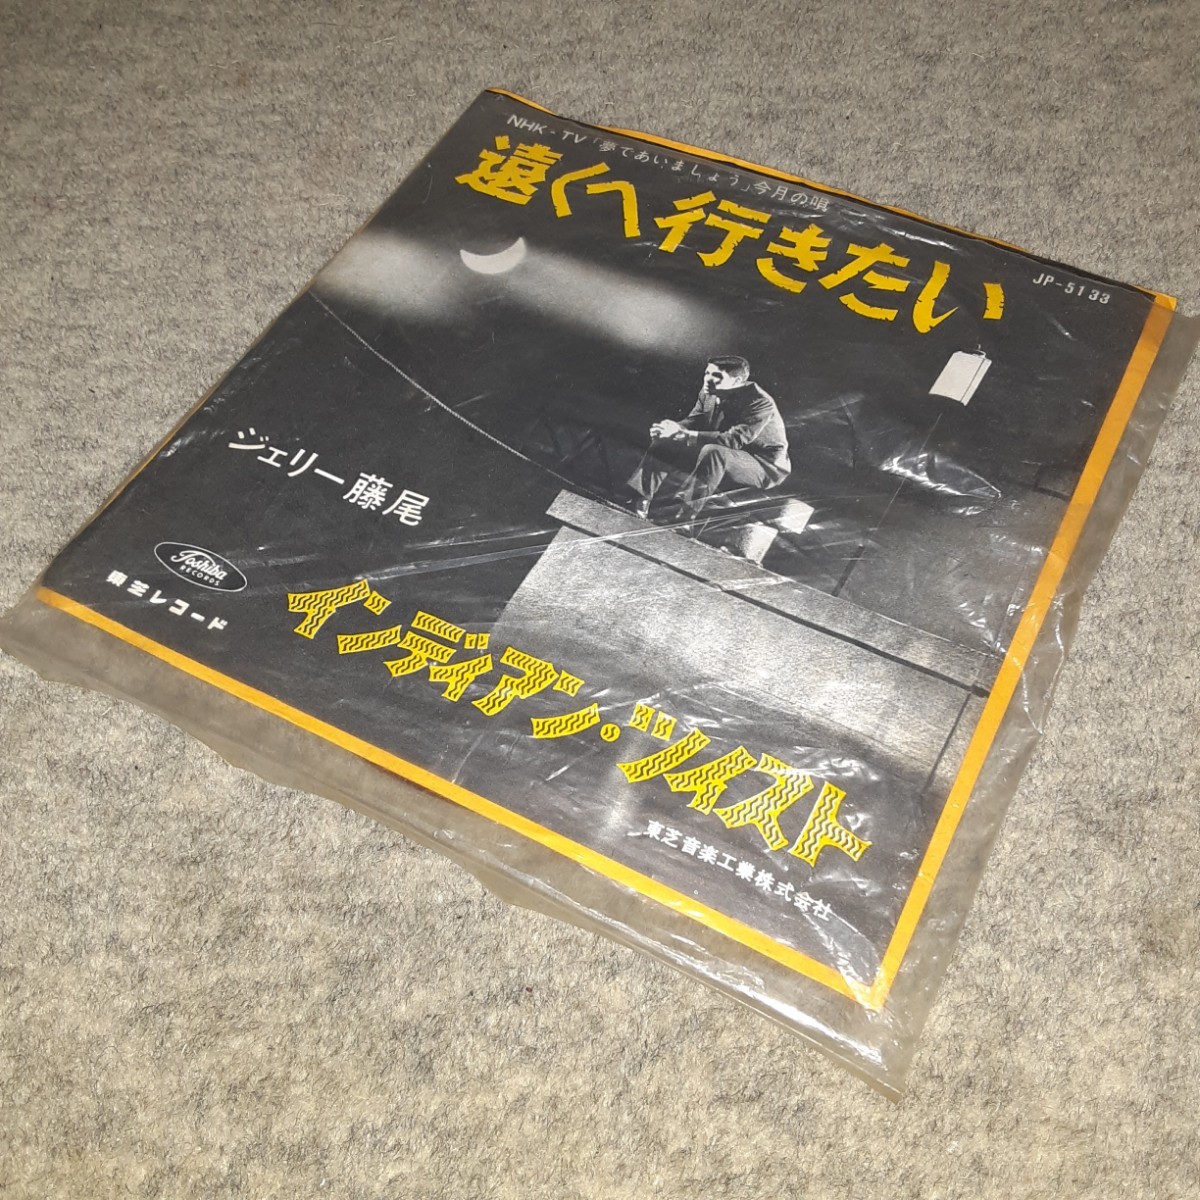 NHK-TV「夢であいましょう」今月の唄
遠くへ行きたい
JP-5133
ジェリー藤尾
Toshiba
RECORDS
東芝レコード
インディアン・ツイスト
東芝音楽工業株式会社